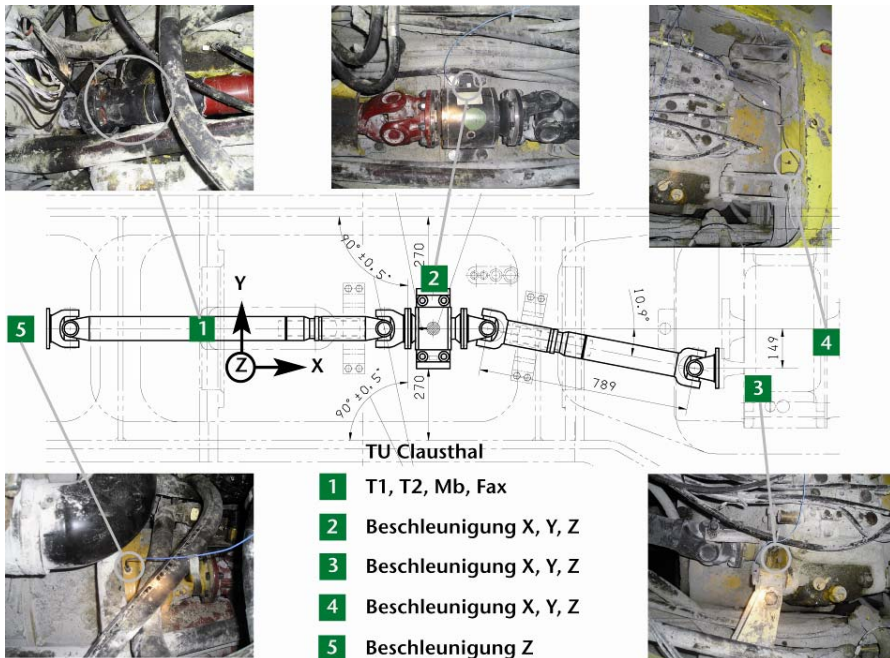 90°±0.5°
270
2
Y
5
1
10.9°
149
4
Z
X
3
789
90°±0.5°
270
TU Clausthal
1 T1, T2, Mb, Fax
2 Beschleunigung X, Y, Z
3 Beschleunigung X, Y, Z
4 Beschleunigung X, Y, Z
5 Beschleunigung Z